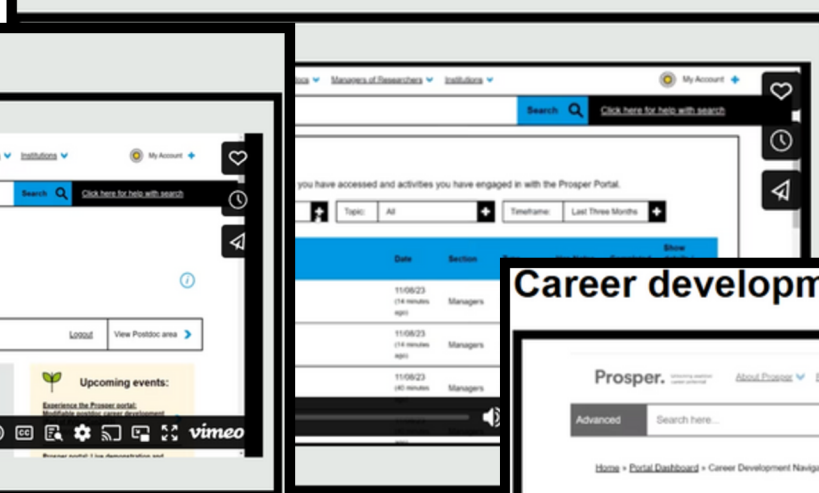 Managers of Researchers
Institutions
My Account
Search
Click here for help with search
you have accessed and activities you have engaged in with the Prosper Portal.
Topic:
All
Timeframe:
Last Three Months
Date
Section
Show
11/08/23
(14 minutes
ago)
Managers
11/08/23
(14 minutes
ago)
Managers
11/08/23
(40 minutes
Managers
Institutions
My Account
Search
Click here for help with search
Logout
View Postdoc area
Upcoming events:
Experience the Prosper portal:
Modifiable postdoc career development
CC
vimeo
Prosper portal: Live demonstration and
Career developm
Prosper.
About Prosper
Advanced
Search here...
Home » Portal Dashboard » Career Development Naviga